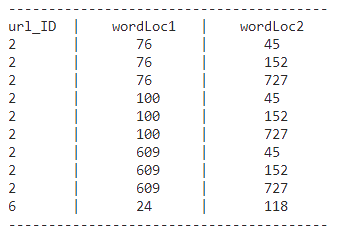 ----------------------------------------
url_ID | wordLoc1 | wordLoc2
2 | 76 | 45
2 | 76 | 152
2 | 76 | 727
2 | 100 | 45
2 | 100 | 152
2 | 100 | 727
2 | 609 | 45
2 | 609 | 152
2 | 609 | 727
6 | 24 | 118
----------------------------------------